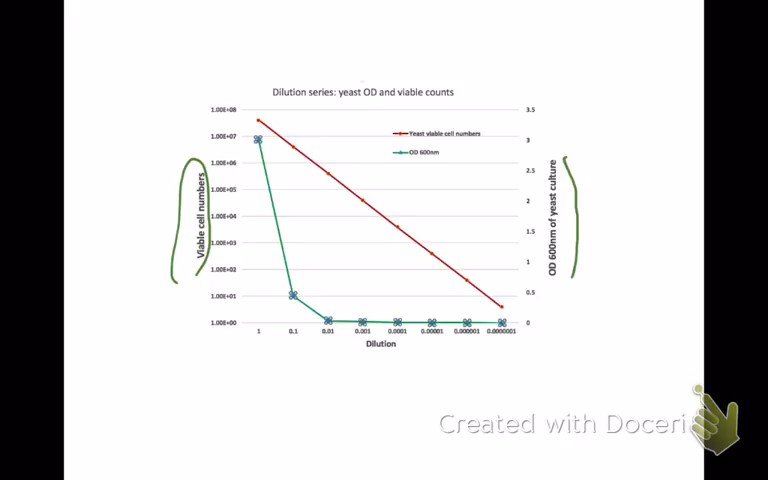 Dilution series: yeast OD and viable counts
1.00E+08
1.00E+07
1.00E+06
1.00E+05
1.00E+04
1.00E+03
1.00E+02
1.00E+01
1.00E+00
Viable cell numbers
Yeast viable cell numbers
OD 600nm
3.5
3
2.5
2
1.5
1
0.5
0
OD 600nm of yeast culture
1 0.1 0.01 0.001 0.0001 0.00001 0.000001 0.0000001
Dilution
Created with Doceri